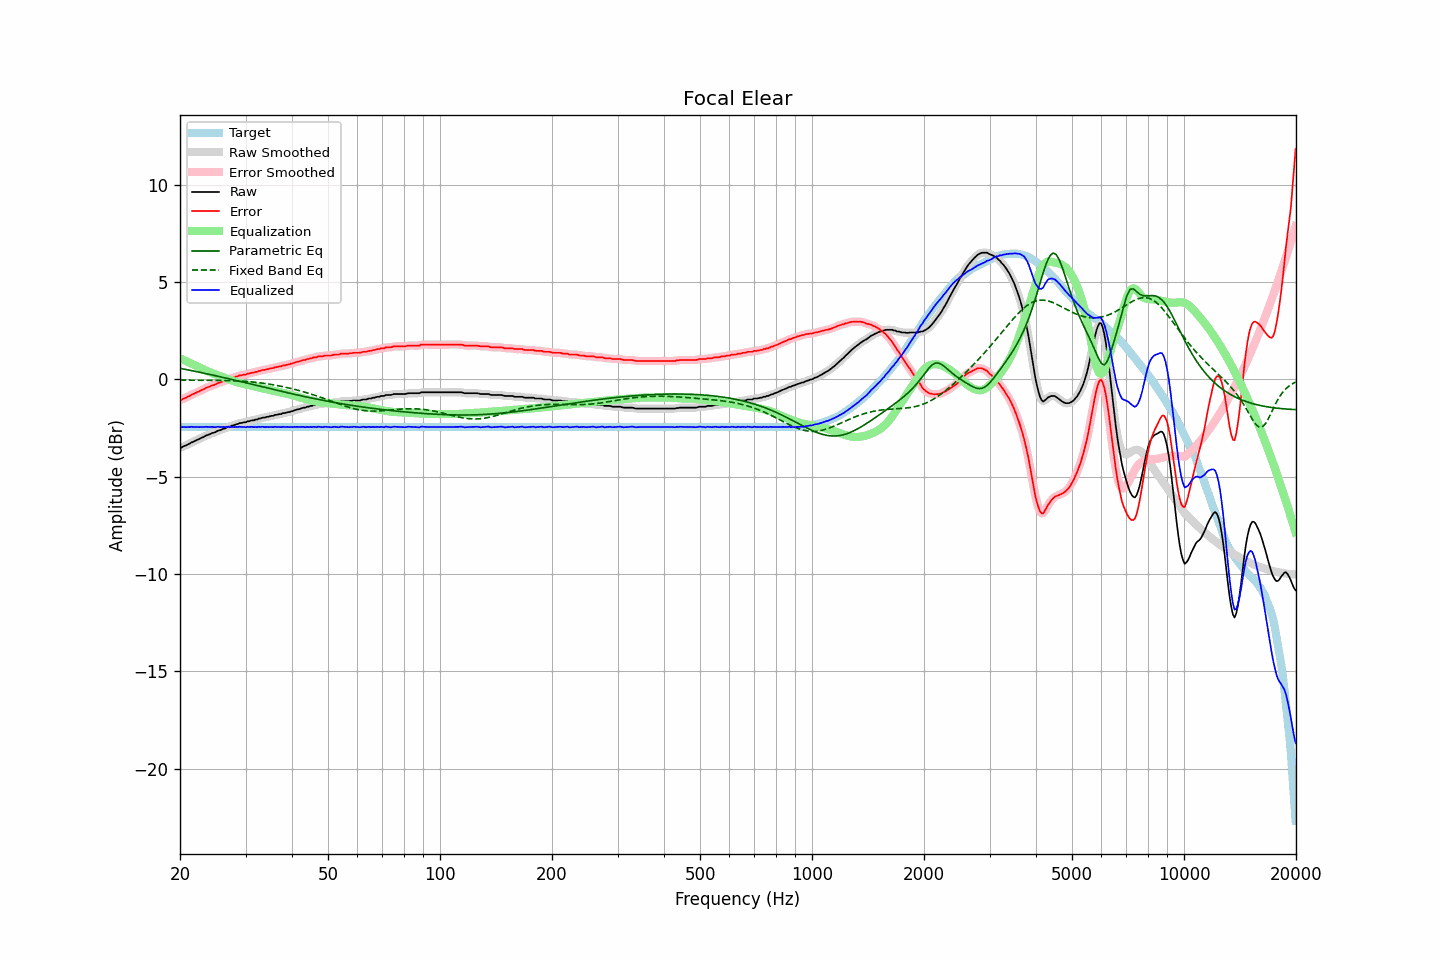 Focal Elear
Target
Raw Smoothed
Error Smoothed
Raw
Error
Equalization
Parametric Eq
Fixed Band Eq
Equalized
10
5
0
−5
−10
−15
−20
Amplitude (dBr)
20 50 100 200 500 1000 2000 5000 10000 20000
Frequency (Hz)